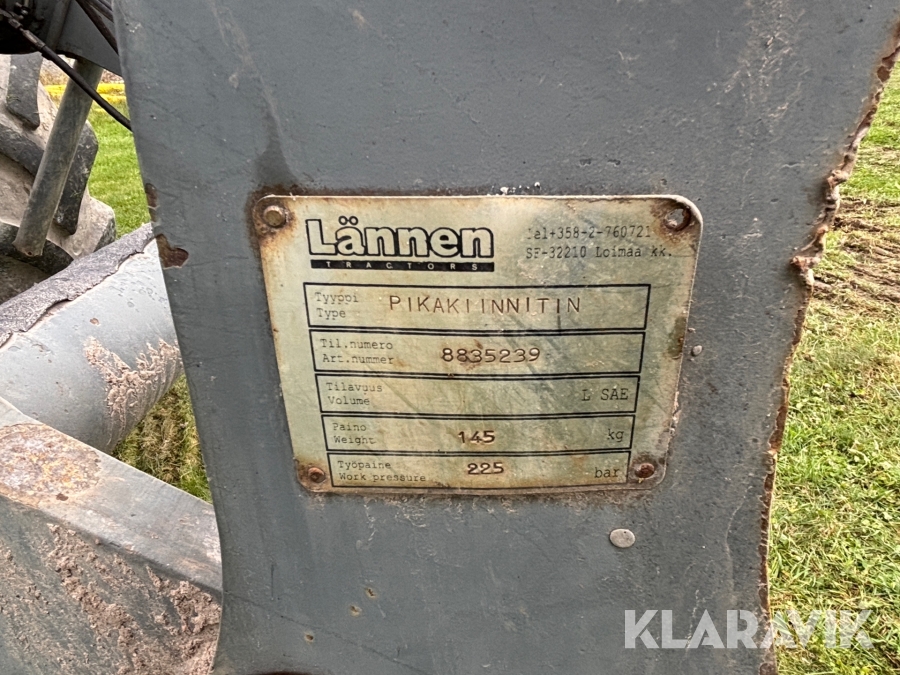 Lännen
TRACTORS
Tel+358-2-760721
SF-32210 Loimaa kk.
Tyyppi
Type
PIKAKIINNITIN
Til.numero
Art.nummer
8835239
Tilavuus
Volume
L SAE
Paino
Weight
145
kg
Työpaine
Work pressure
225
bar
KLARAVIK